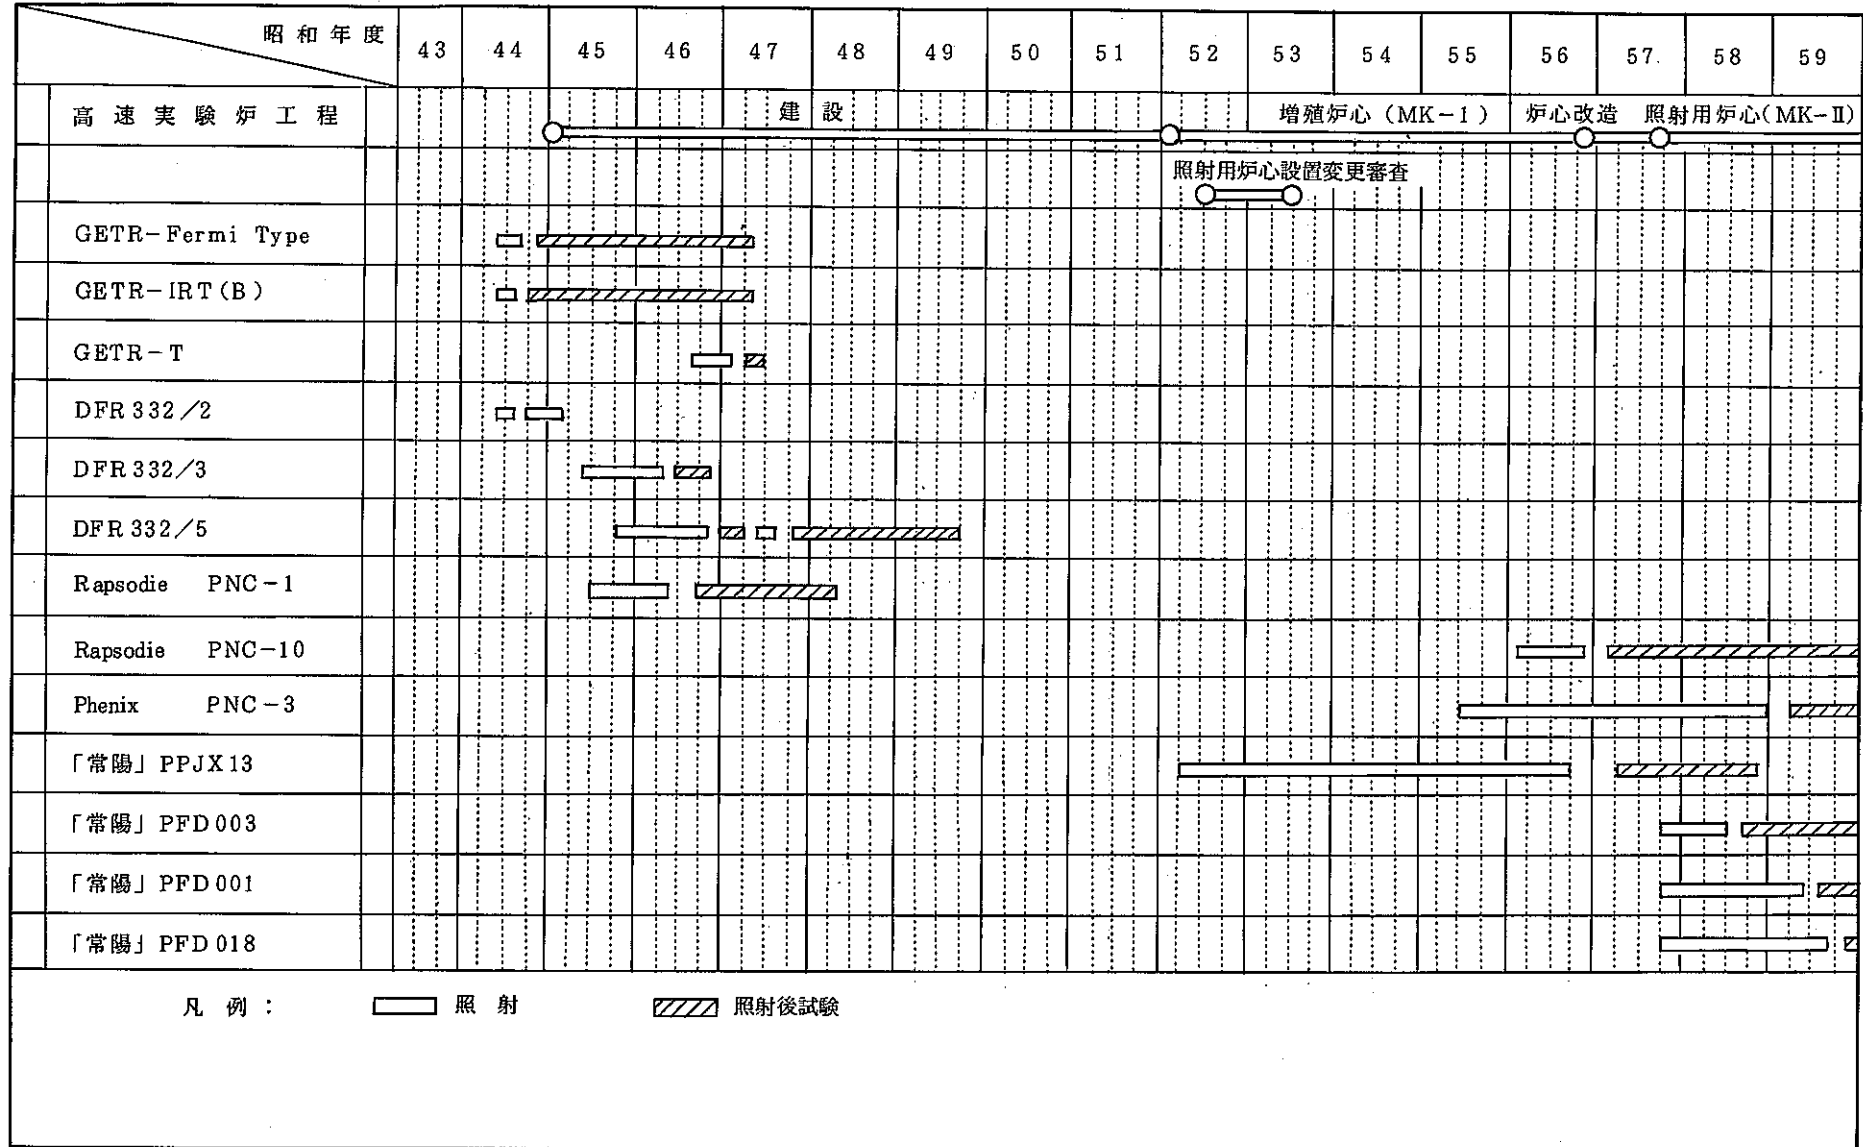 昭和年度
43 44 45 46 47 48 49 50 51 52 53 54 55 56 57 58 59
高速実験炉工程
建設
増殖炉心(MK-1)
炉心改造
照射用炉心(MK-Ⅱ)
照射用炉心設置変更審査
GETR-Fermi Type
GETR-IRT(B)
GETR-T
DFR332/2
DFR332/3
DFR332/5
Rapsodie PNC-1
Rapsodie PNC-10
Phenix PNC-3
「常陽」PPJX13
「常陽」PFD003
「常陽」PFD001
「常陽」PFD018
凡例: 照射 照射後試験